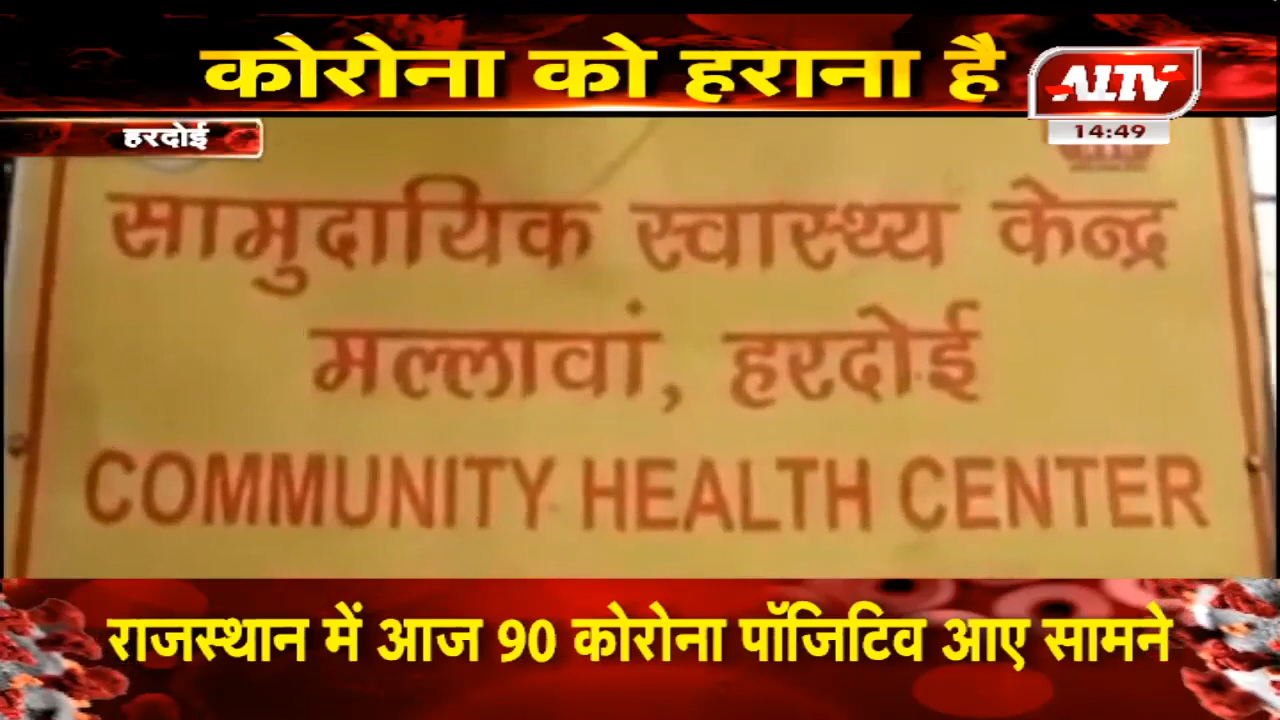 कोरोना को हराना है
ALTV
14:49
हरदोई
सामुदायिक स्वास्थ्य केन्द्र
मल्लावां, हरदोई
COMMUNITY HEALTH CENTER
राजस्थान में आज 90 कोरोना पॉजिटिव आए सामने